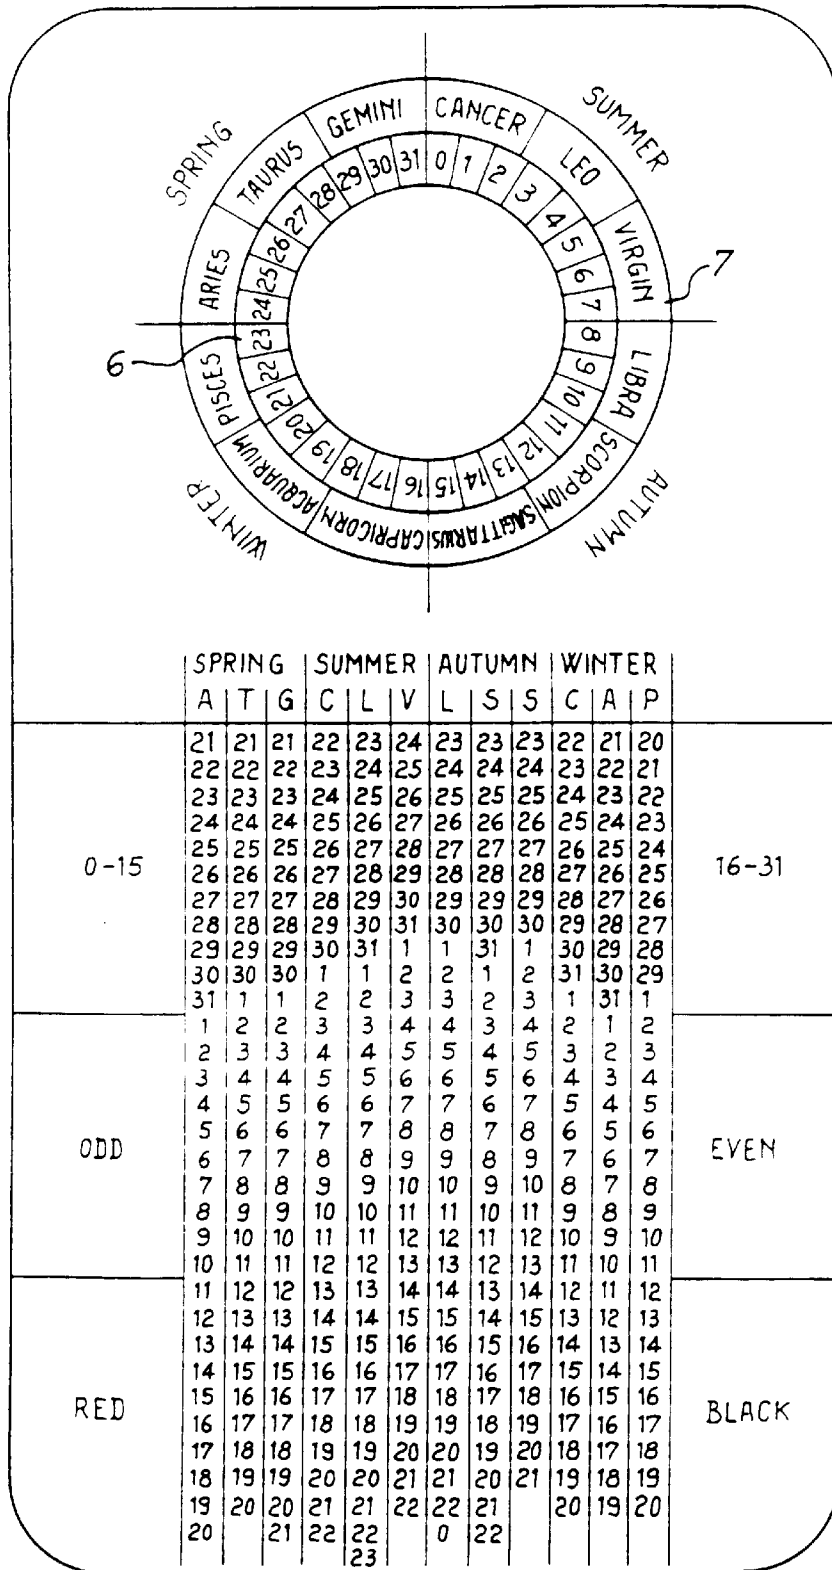 SPRING
SUMMER
AUTUMN
WINTER
ARIES TAURUS GEMINI CANCER LEO VIRGIN LIBRA SCORPION SAGITTARIUS CAPRICORN ACQUARIUM PISCES
0 1 2 3 4 5 6 7 8 9 10 11 12 13 14 15 16 17 18 19 20 21 22 23 24 25 26 27 28 29 30 31
7
6
SPRING SUMMER AUTUMN WINTER
A T G C L V L S S C A P
21 21 21 22 23 24 23 23 23 22 21 20
22 22 22 23 24 25 24 24 24 23 22 21
23 23 23 24 25 26 25 25 25 24 23 22
24 24 24 25 26 27 26 26 26 25 24 23
25 25 25 26 27 28 27 27 27 26 25 24
0-15 26 26 26 27 28 29 28 28 28 27 26 25 16-31
27 27 27 28 29 30 29 29 29 28 27 26
28 28 28 29 30 31 30 30 30 29 28 27
29 29 29 30 31 1 1 31 1 30 29 28
30 30 30 1 1 2 2 1 2 31 30 29
31 1 1 2 2 3 3 2 3 1 31 1
1 2 2 3 3 4 4 3 4 2 1 2
2 3 3 4 4 5 5 4 5 3 2 3
3 4 4 5 5 6 6 5 6 4 3 4
4 5 5 6 6 7 7 6 7 5 4 5
ODD 5 6 6 7 7 8 8 7 8 6 5 6 EVEN
6 7 7 8 8 9 9 8 9 7 6 7
7 8 8 9 9 10 10 9 10 8 7 8
8 9 9 10 10 11 11 10 11 9 8 9
9 10 10 11 11 12 12 11 12 10 9 10
10 11 11 12 12 13 13 12 13 11 10 11
11 12 12 13 13 14 14 13 14 12 11 12
12 13 13 14 14 15 15 14 15 13 12 13
13 14 14 15 15 16 16 15 16 14 13 14
14 15 15 16 16 17 17 16 17 15 14 15
RED 15 16 16 17 17 18 18 17 18 16 15 16 BLACK
16 17 17 18 18 19 19 18 19 17 16 17
17 18 18 19 19 20 20 19 20 18 17 18
18 19 19 20 20 21 21 20 21 19 18 19
19 20 20 21 21 22 22 21 20 19 20
20 21 22 22 0 22
23